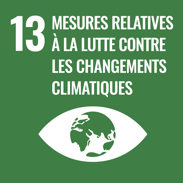 13 MESURES RELATIVES
À LA LUTTE CONTRE
LES CHANGEMENTS
CLIMATIQUES